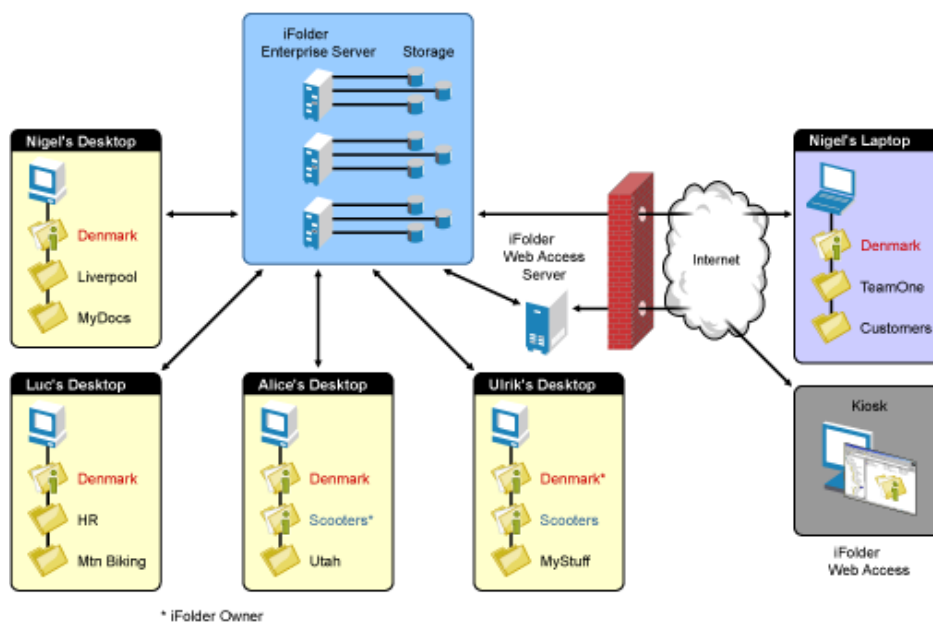 iFolder
Enterprise Server
Storage
Nigel's Desktop
Denmark
Liverpool
MyDocs
iFolder
Web Access
Server
Internet
Nigel's Laptop
Denmark
TeamOne
Customers
Luc's Desktop
Denmark
HR
Mtn Biking
Alice's Desktop
Denmark
Scooters*
Utah
Ulrik's Desktop
Denmark*
Scooters
MyStuff
Kiosk
iFolder
Web Access
* iFolder Owner